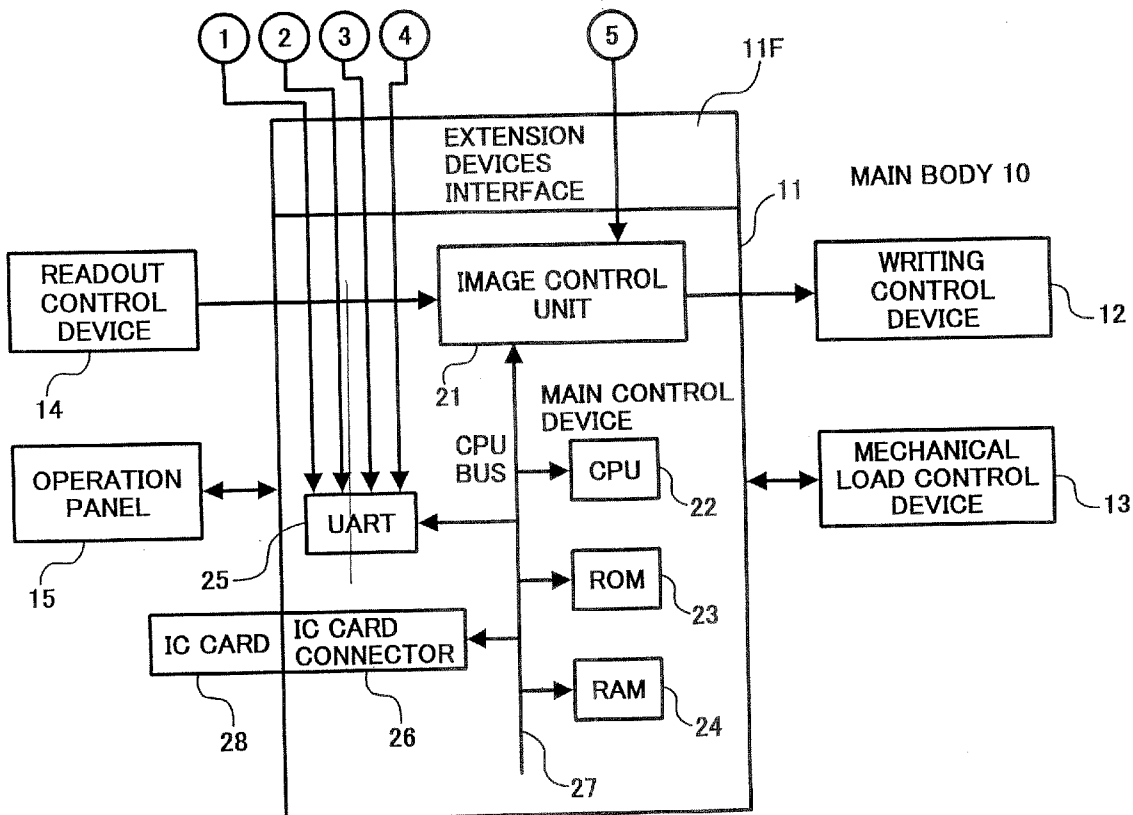 1
2
3
4
5
11F
EXTENSION
DEVICES
INTERFACE
MAIN BODY 10
11
READOUT
CONTROL
DEVICE
14
IMAGE CONTROL
UNIT
21
WRITING
CONTROL
DEVICE
12
MAIN CONTROL
DEVICE
CPU
BUS
OPERATION
PANEL
15
CPU
22
MECHANICAL
LOAD CONTROL
DEVICE
13
UART
25
ROM
23
IC CARD
28
IC CARD
CONNECTOR
26
RAM
24
27